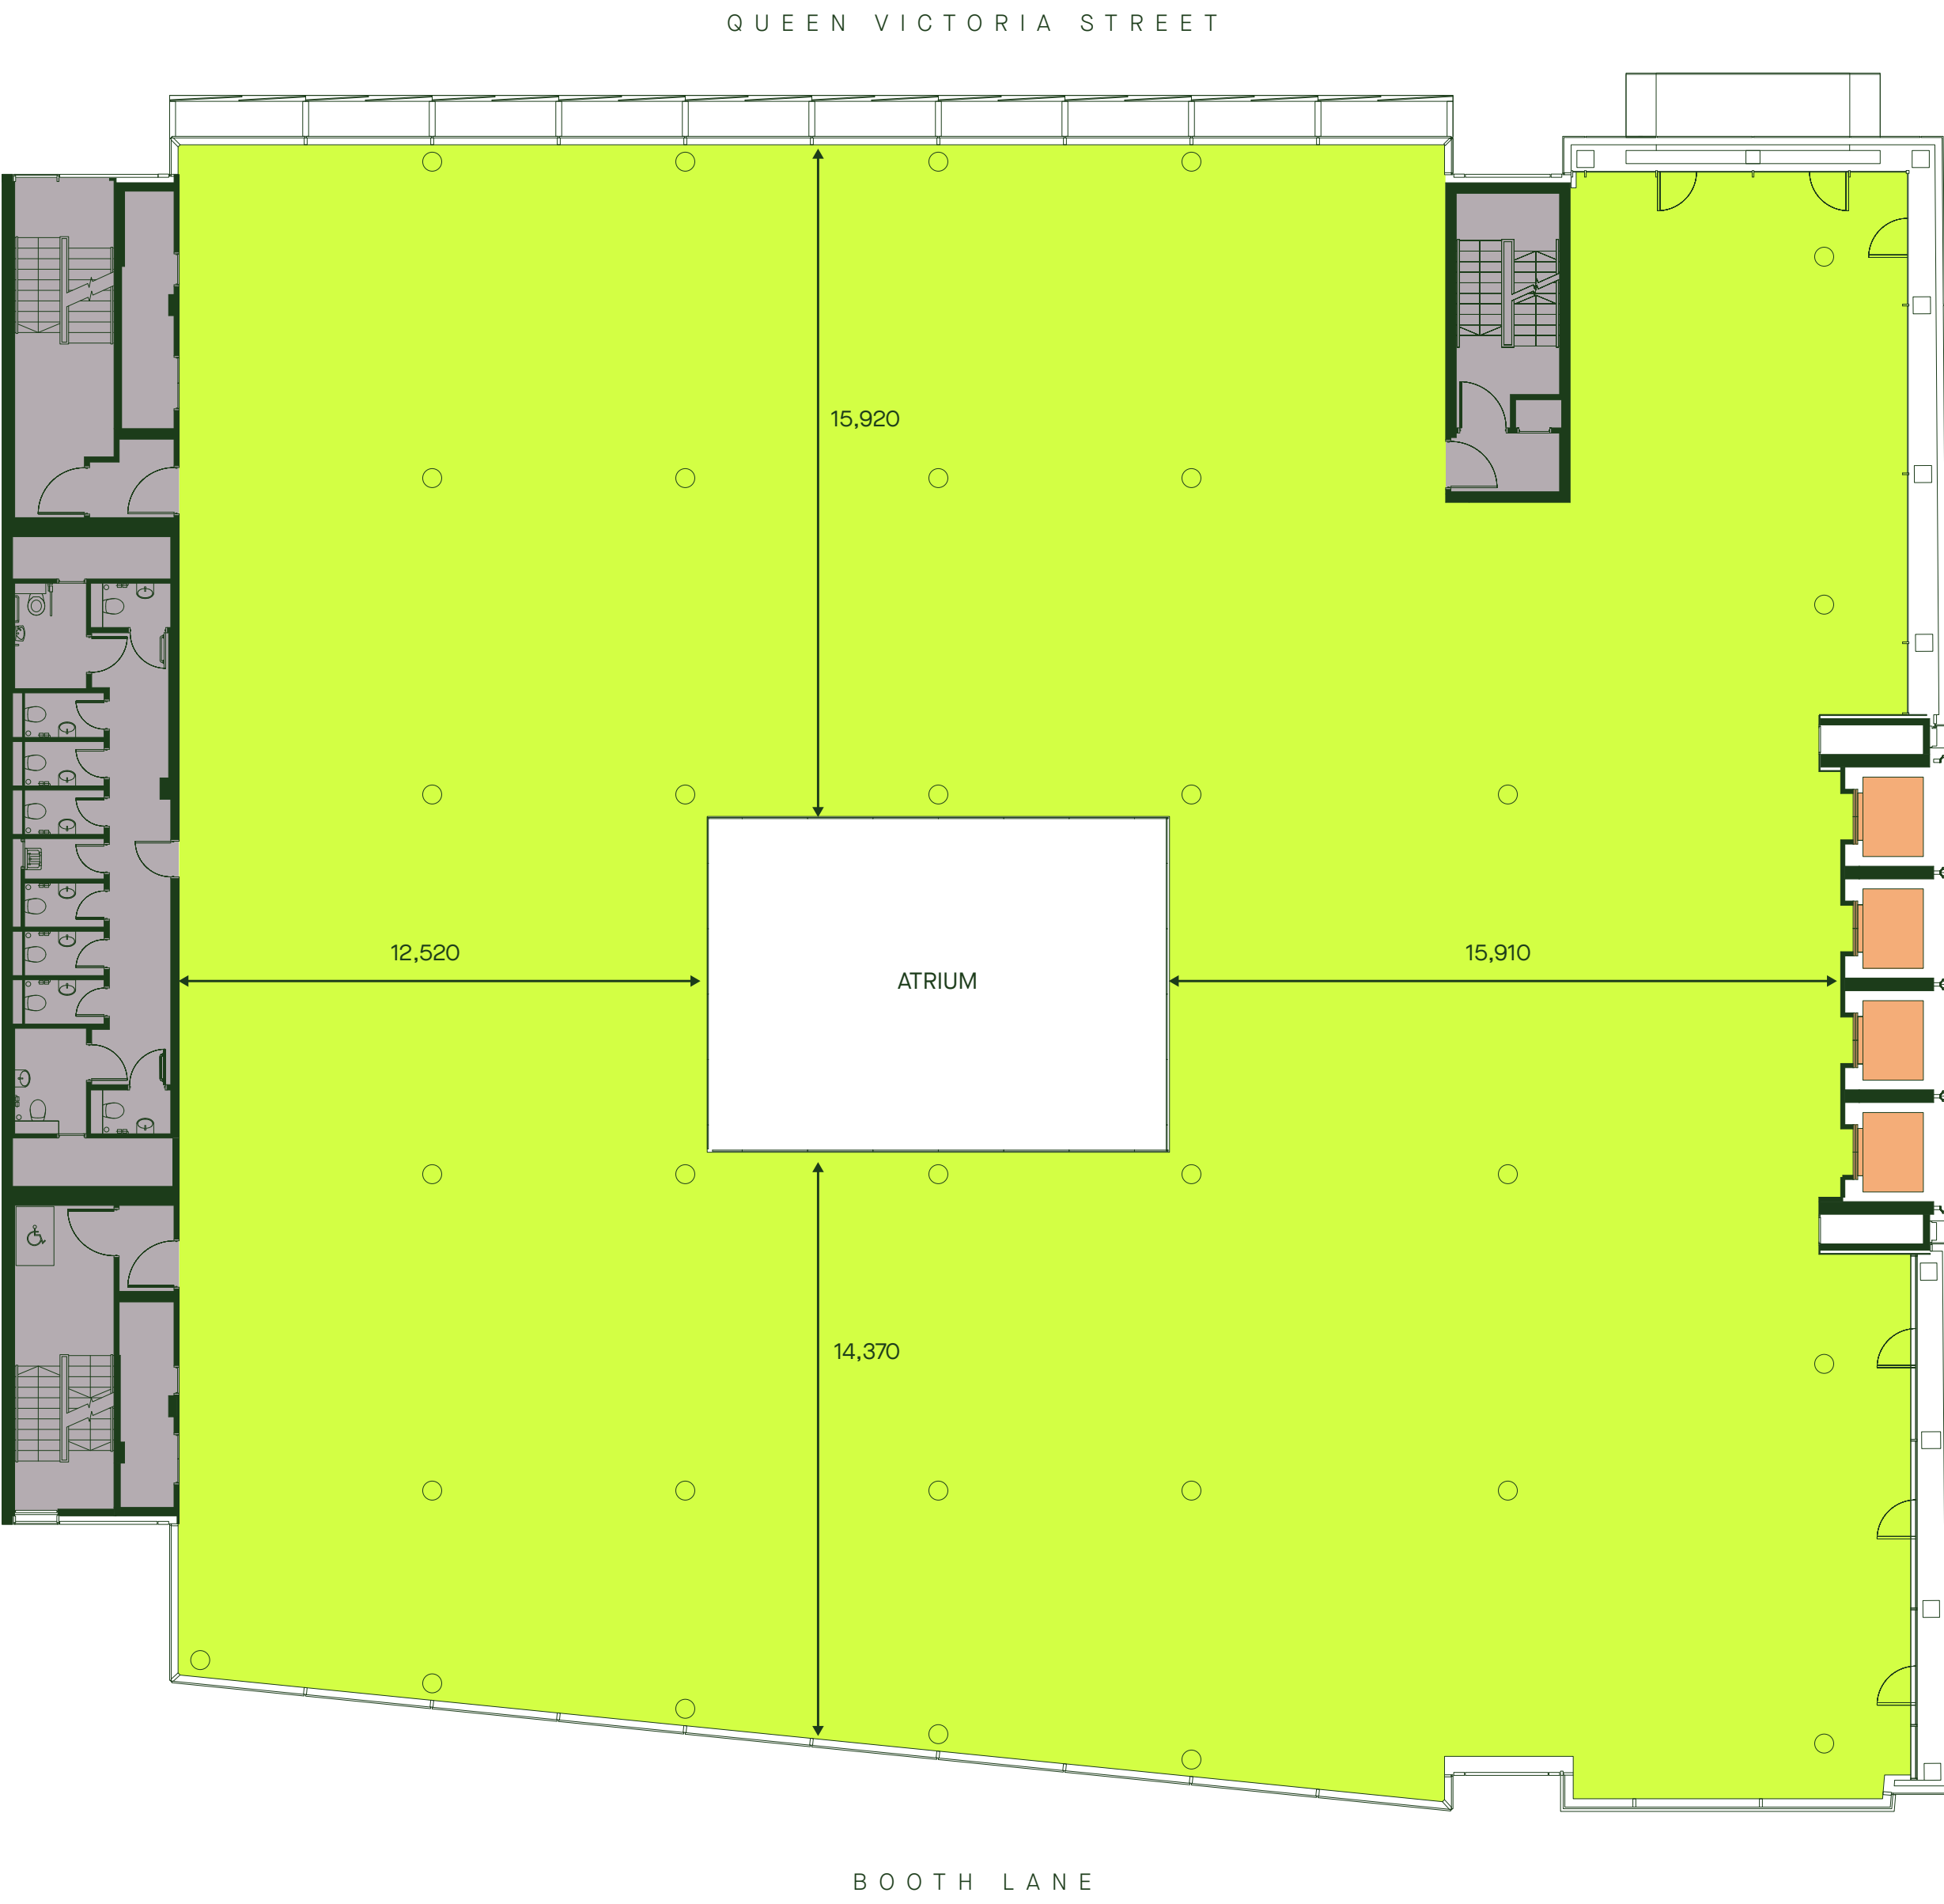 QUEEN VICTORIA STREET
15,920
12,520
15,910
ATRIUM
14,370
BOOTH LANE